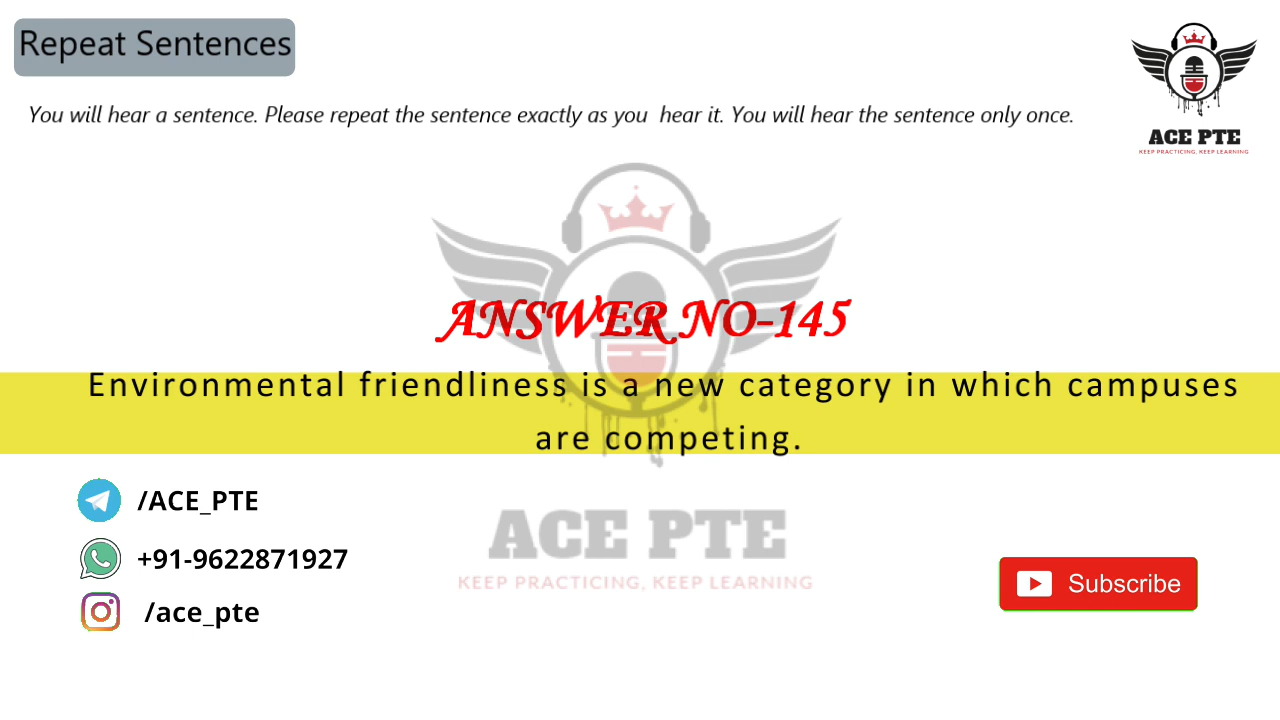 Repeat Sentences
You will hear a sentence. Please repeat the sentence exactly as you hear it. You will hear the sentence only once.
ACE PTE
KEEP PRACTICING, KEEP LEARNING
ANSWER NO-145
Environmental friendliness is a new category in which campuses
are competing.
/ACE_PTE
+91-9622871927
/ace_pte
ACE PTE
KEEP PRACTICING, KEEP LEARNING
Subscribe